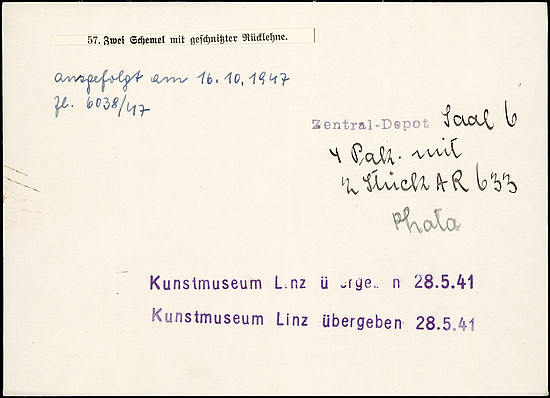 57. Zwei Schemel mit geschnitzter Rücklehne.
ausgefolgt am 16.10.1947
Zl. 6038/47
Zentral-Depot Saal 6
4 Pak. mit
2 Stück AR 633
Phota
Kunstmuseum L nz ü erge n 28.5.41
Kunstmuseum Linz übergeben 28.5.41